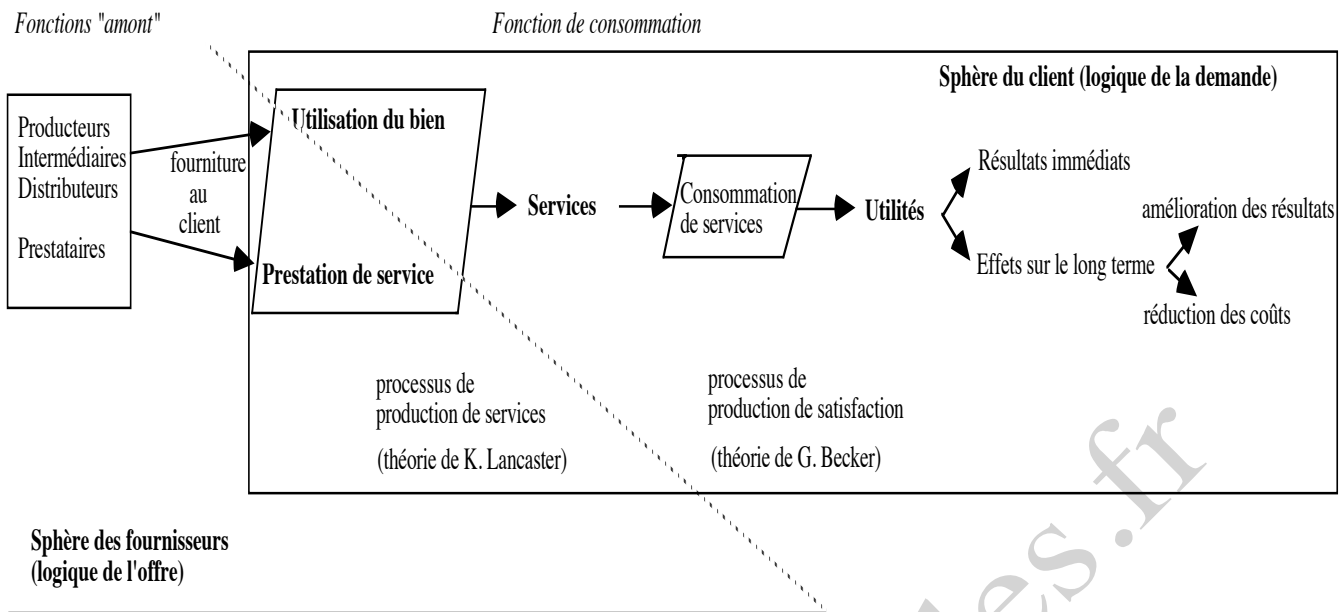 Fonctions "amont"
Fonction de consommation
Sphère du client (logique de la demande)
Producteurs
Intermédiaires
Distributeurs
Prestataires
fourniture
au
client
Utilisation du bien
Prestation de service
Services
Consommation
de services
Utilités
Résultats immédiats
Effets sur le long terme
amélioration des résultats
réduction des coûts
processus de
production de services
(théorie de K. Lancaster)
processus de
production de satisfaction
(théorie de G. Becker)
Sphère des fournisseurs
(logique de l'offre)
les.fr